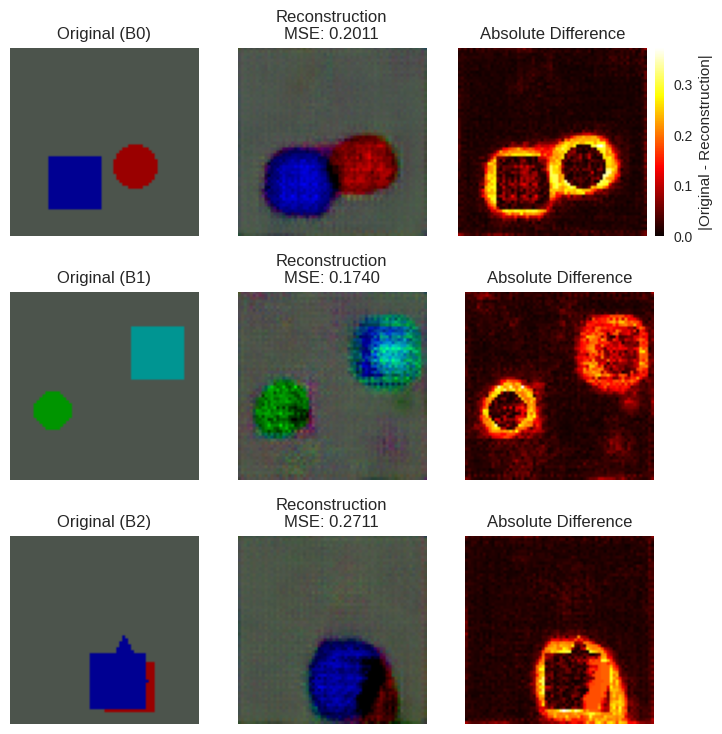 Original (B0)
Reconstruction
MSE: 0.2011
Absolute Difference
0.3
0.2
0.1
0.0
|Original - Reconstruction|
Original (B1)
Reconstruction
MSE: 0.1740
Absolute Difference
Original (B2)
Reconstruction
MSE: 0.2711
Absolute Difference